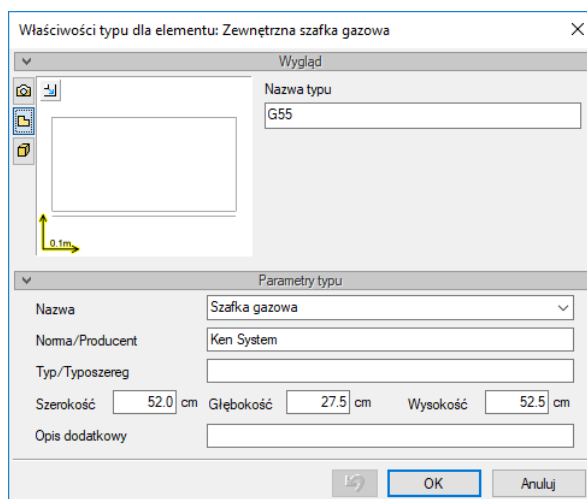 Właściwości typu dla elementu: Zewnętrzna szafka gazowa
Wygląd
Nazwa typu
G55
0.1m
Parametry typu
Nazwa Szafka gazowa
Norma/Producent Ken System
Typ/Typoszereg
Szerokość 52.0 cm Głębokość 27.5 cm Wysokość 52.5 cm
Opis dodatkowy
OK Anuluj